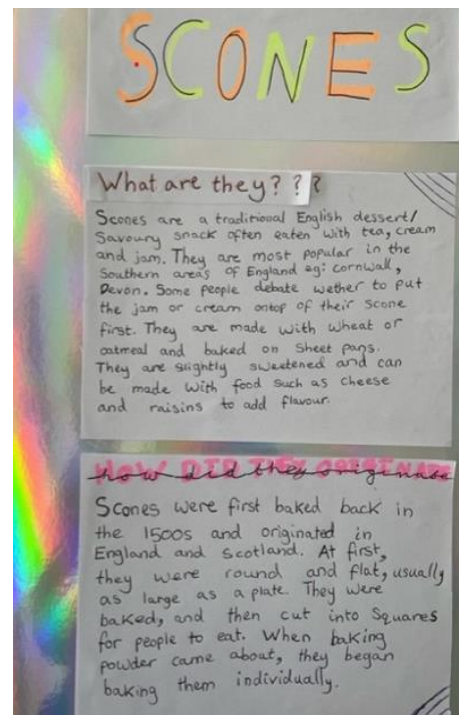 SCONES
What are they? ? ?
Scones are a traditional English dessert/
Savoury snack often eaten with tea, cream
and jam. They are most popular in the
Southern areas of England eg: cornwall,
Devon. Some people debate wether to put
the jam or cream ontop of their scone
first. They are made with wheat or
oatmeal and baked on sheet pans.
They are slightly sweetened and can
be made with food such as cheese
and raisins to add flavour.
HOW DID they ORIGINATE
Scones were first baked back in
the 1500s and originated in
England and Scotland. At first,
they were round and flat, usually
as large as a plate. They were
baked, and then cut into Squares
for people to eat. When baking
powder came about, they began
baking them individually.